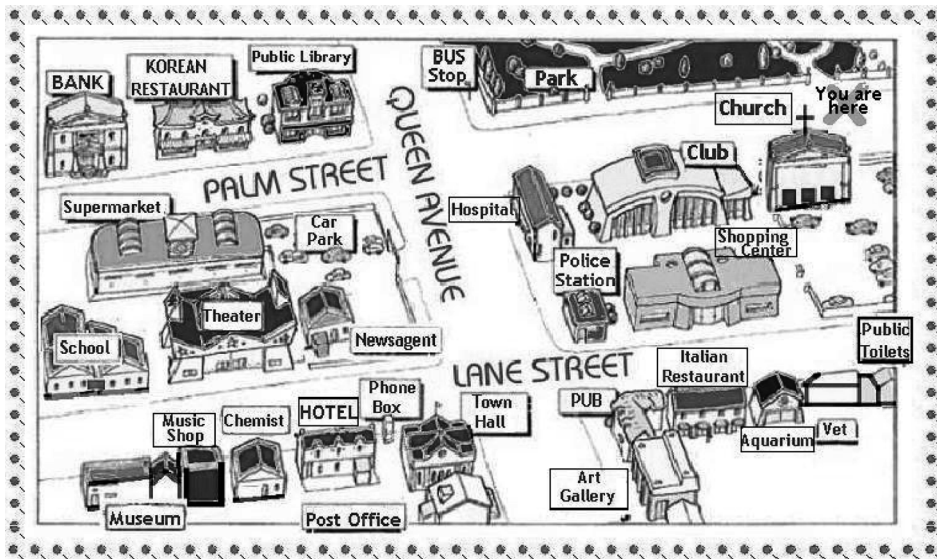 BANK
KOREAN
RESTAURANT
Public Library
BUS
Stop
Park
Church
You are
here
QUEEN AVENUE
PALM STREET
Supermarket
Car
Park
Hospital
Club
Shopping
Center
Police
Station
School
Theater
Newsagent
LANE STREET
Public
Toilets
Italian
Restaurant
PUB
Aquarium
Vet
Music
Shop
Chemist
HOTEL
Phone
Box
Town
Hall
Art
Gallery
Museum
Post Office